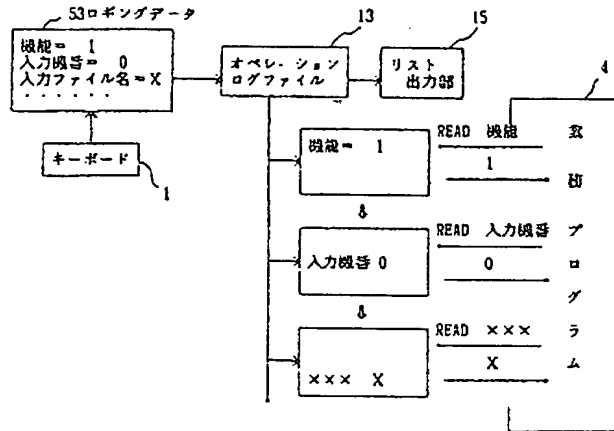 53ロギングデータ
機能= 1
入力機番= 0
入力ファイル名=X
......
キーボード
1
13
オペレーション
ログファイル
15
リスト
出力部
4
機能= 1
READ 機能
1
入力機番 0
READ 入力機番
0
××× X
READ ×××
X
プログラム